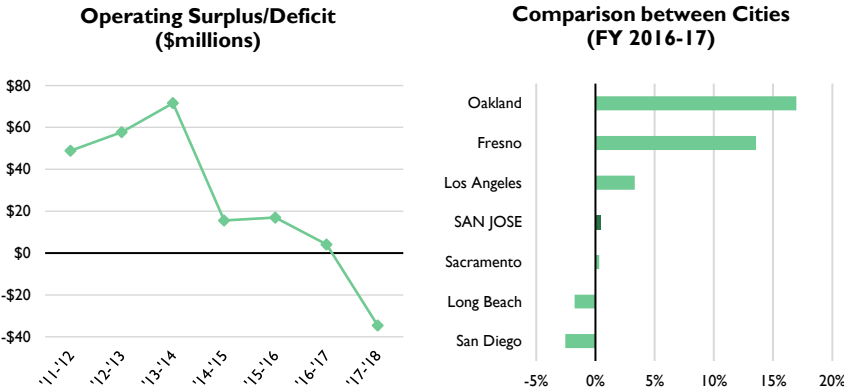 Operating Surplus/Deficit
($millions)
$80
$60
$40
$20
$0
-$20
-$40
'11-'12
'12-'13
'13-'14
'14-'15
'15-'16
'16-'17
'17-'18
Comparison between Cities
(FY 2016-17)
Oakland
Fresno
Los Angeles
SAN JOSE
Sacramento
Long Beach
San Diego
-5%
0%
5%
10%
15%
20%